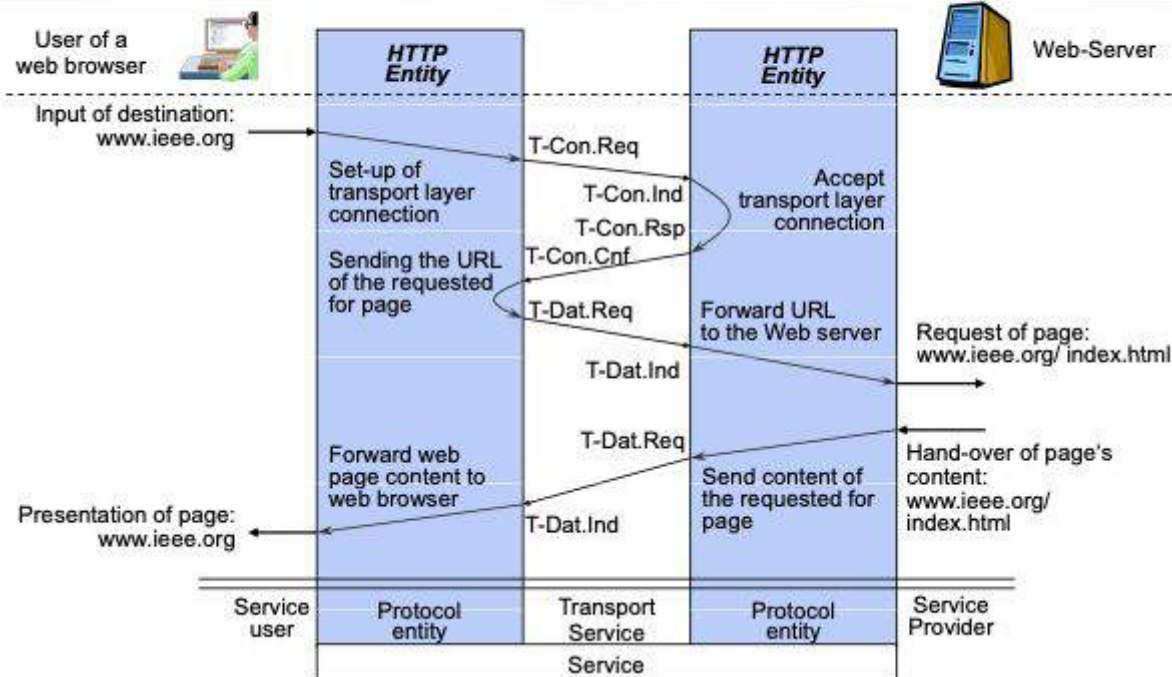 User of a
web browser
HTTP
Entity
HTTP
Entity
Web-Server
Input of destination:
www.ieee.org
T-Con.Req
Set-up of
transport layer
connection
T-Con.Ind
Accept
transport layer
connection
T-Con.Rsp
T-Con.Cnf
Sending the URL
of the requested
for page
T-Dat.Req
Forward URL
to the Web server
Request of page:
www.ieee.org/ index.html
T-Dat.Ind
T-Dat.Req
Forward web
page content to
web browser
Send content of
the requested for
page
Hand-over of page's
content:
www.ieee.org/
index.html
Presentation of page:
www.ieee.org
T-Dat.Ind
Service
user
Protocol
entity
Transport
Service
Protocol
entity
Service
Provider
Service